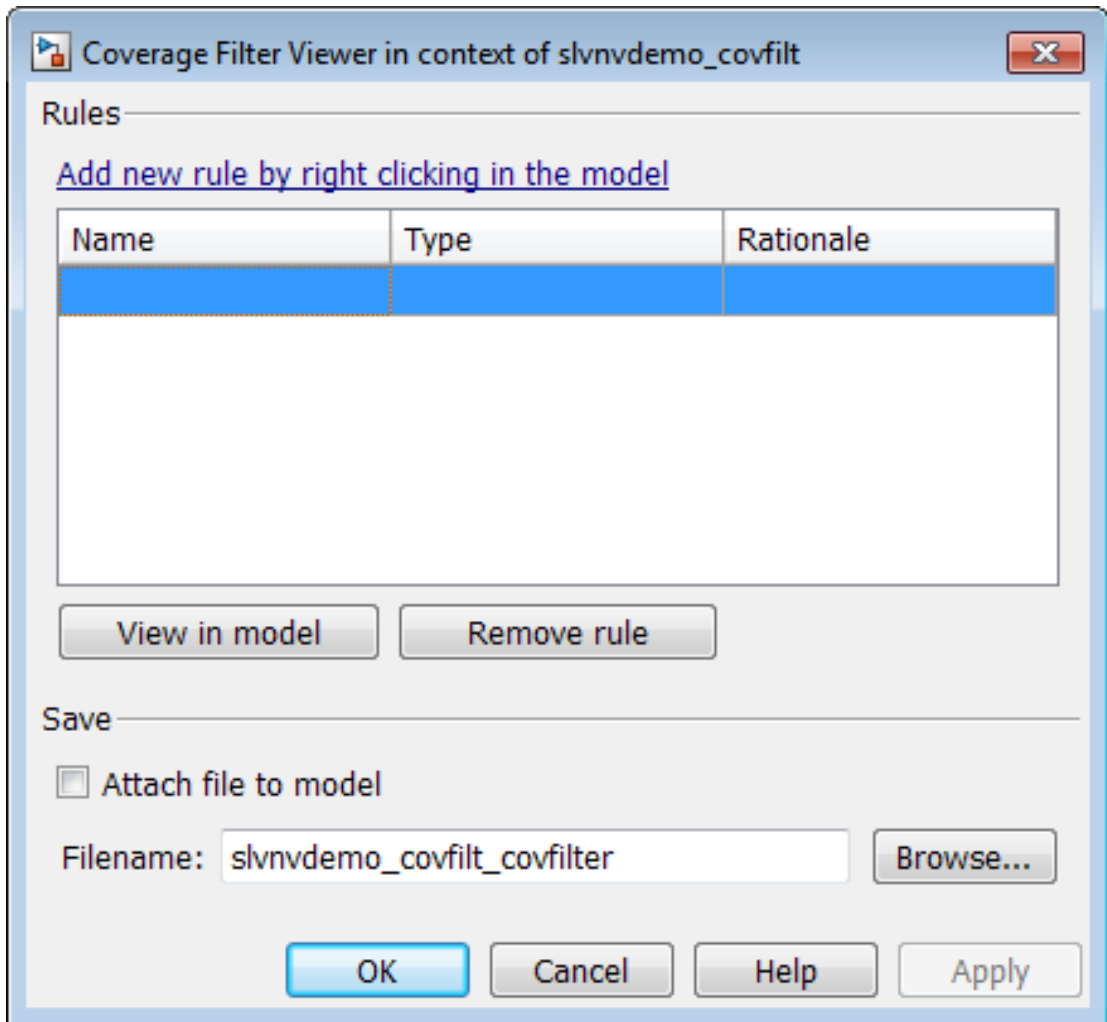 Coverage Filter Viewer in context of slvnvdemo_covfilt
Rules
Add new rule by right clicking in the model
Name Type Rationale
View in model Remove rule
Save
Attach file to model
Filename: slvnvdemo_covfilt_covfilter Browse...
OK Cancel Help Apply